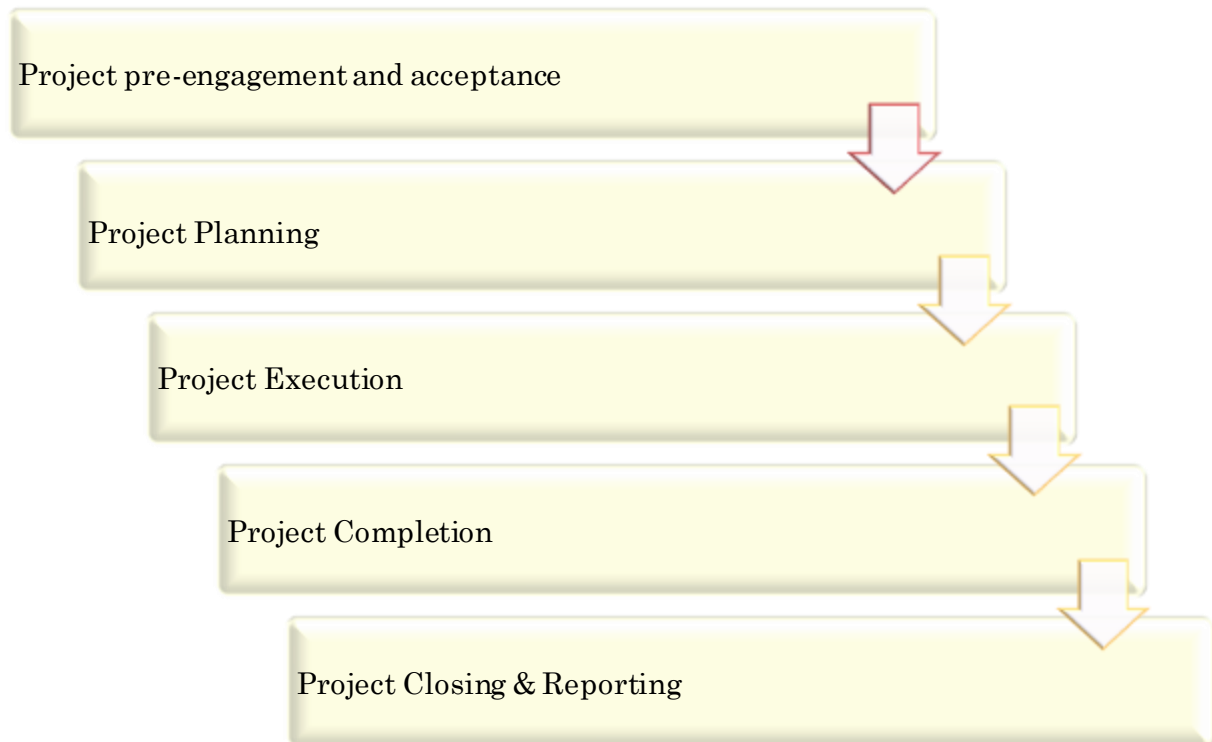 Project pre-engagement and acceptance
Project Planning
Project Execution
Project Completion
Project Closing & Reporting